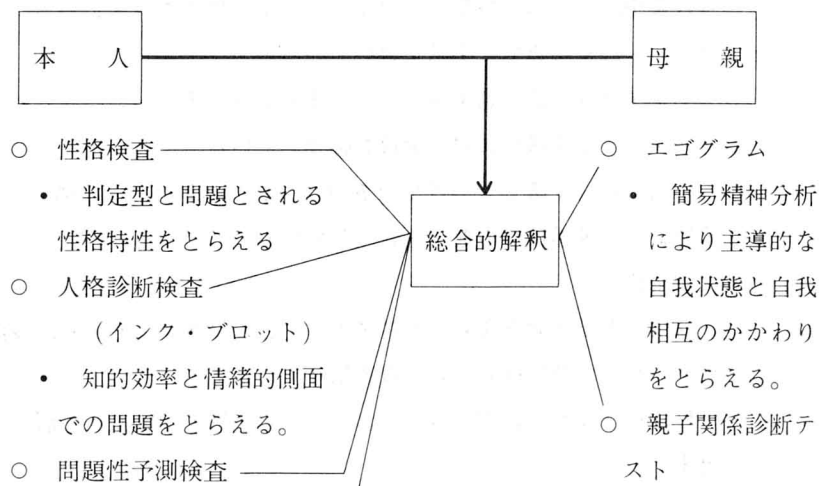 本　人
母　親
○　性格検査
・　判定型と問題とされる
性格特性をとらえる
○　人格診断検査
（インク・ブロット）
・　知的効率と情緒的側面
での問題をとらえる。
○　問題性予測検査
総合的解釈
○　エゴグラム
・　簡易精神分析
により主導的な
自我状態と自我
相互のかかわり
をとらえる。
○　親子関係診断テ
スト